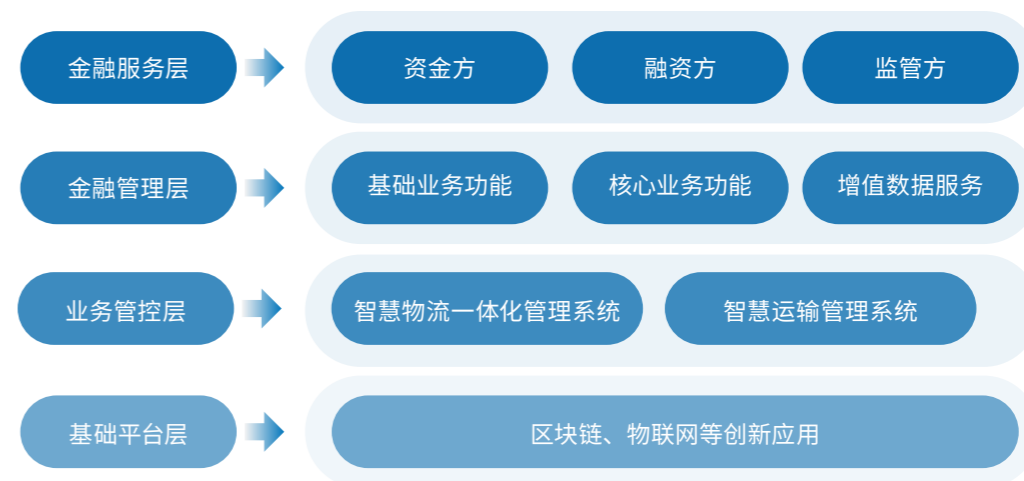 金融服务层
资金方
融资方
监管方
金融管理层
基础业务功能
核心业务功能
增值数据服务
业务管控层
智慧物流一体化管理系统
智慧运输管理系统
基础平台层
区块链、物联网等创新应用